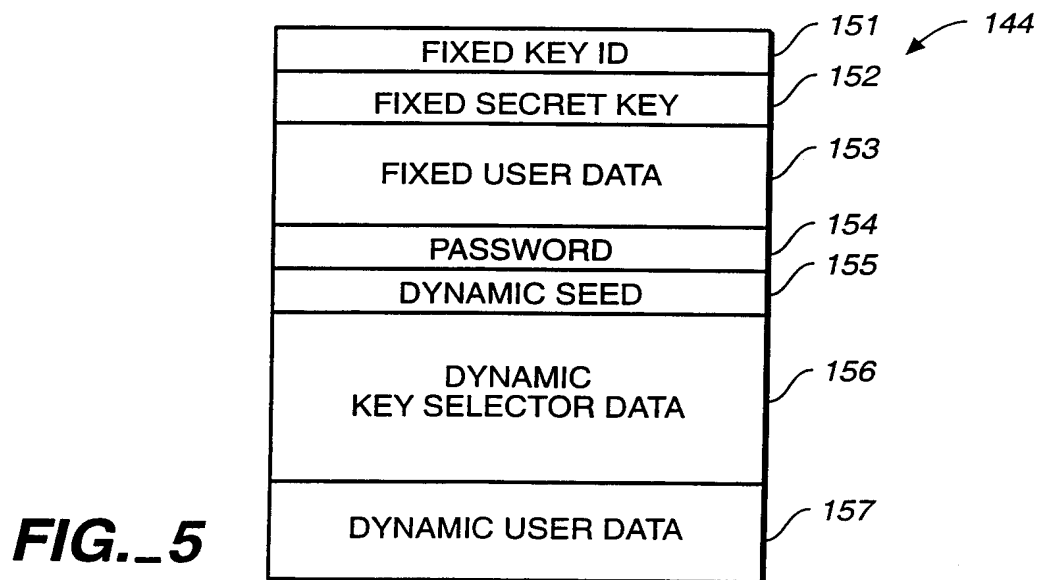 151
144
FIXED KEY ID
152
FIXED SECRET KEY
153
FIXED USER DATA
154
PASSWORD
155
DYNAMIC SEED
156
DYNAMIC
KEY SELECTOR DATA
157
DYNAMIC USER DATA
FIG._5